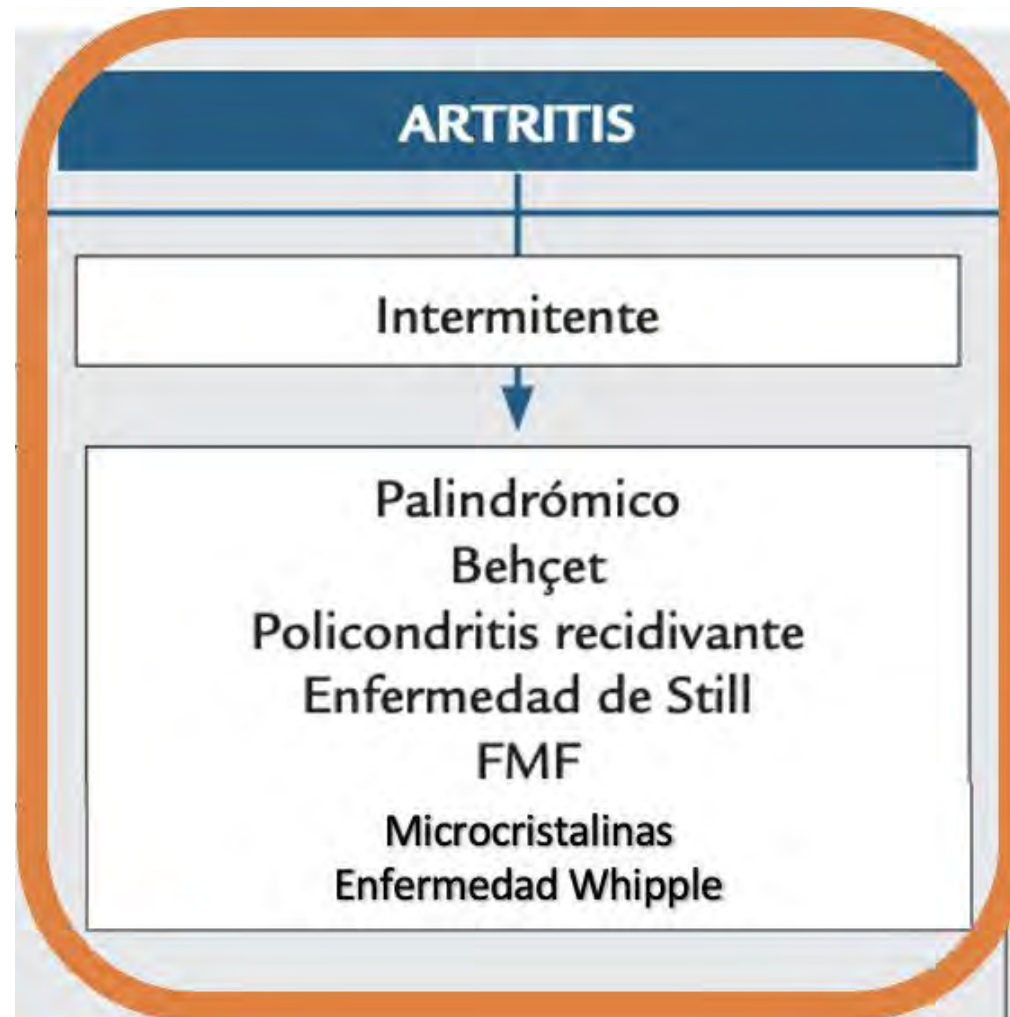 ARTRITIS
Intermitente
Palindrómico
Behçet
Policondritis recidivante
Enfermedad de Still
FMF
Microcristalinas
Enfermedad Whipple